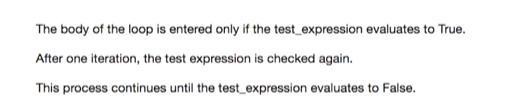 The body of the loop is entered only if the test_expression evaluates to True.
After one iteration, the test expression is checked again.
This process continues until the test_expression evaluates to False.